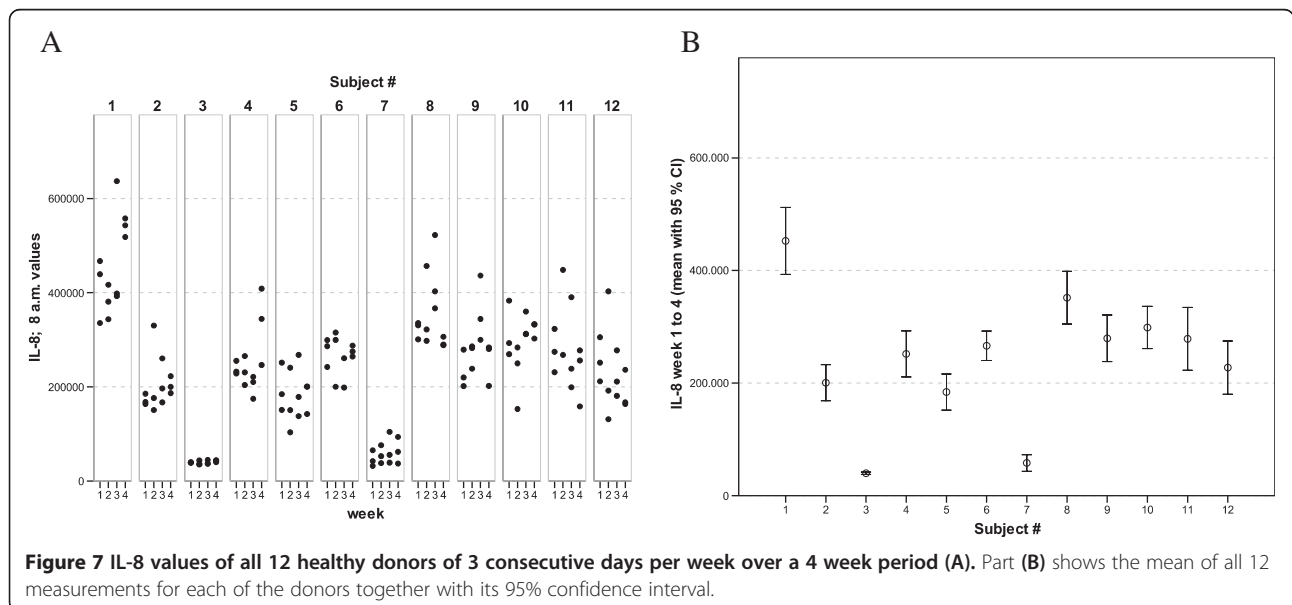 A
Subject #
1 2 3 4 5 6 7 8 9 10 11 12
IL-8; 8 a.m. values
600000
400000
200000
0
1 2 3 4 1 2 3 4 1 2 3 4 1 2 3 4 1 2 3 4 1 2 3 4 1 2 3 4 1 2 3 4 1 2 3 4 1 2 3 4 1 2 3 4 1 2 3 4
week
B
IL-8 week 1 to 4 (mean with 95 % CI)
600.000
400.000
200.000
0
1 2 3 4 5 6 7 8 9 10 11 12
Subject #
Figure 7 IL-8 values of all 12 healthy donors of 3 consecutive days per week over a 4 week period (A). Part (B) shows the mean of all 12
measurements for each of the donors together with its 95% confidence interval.